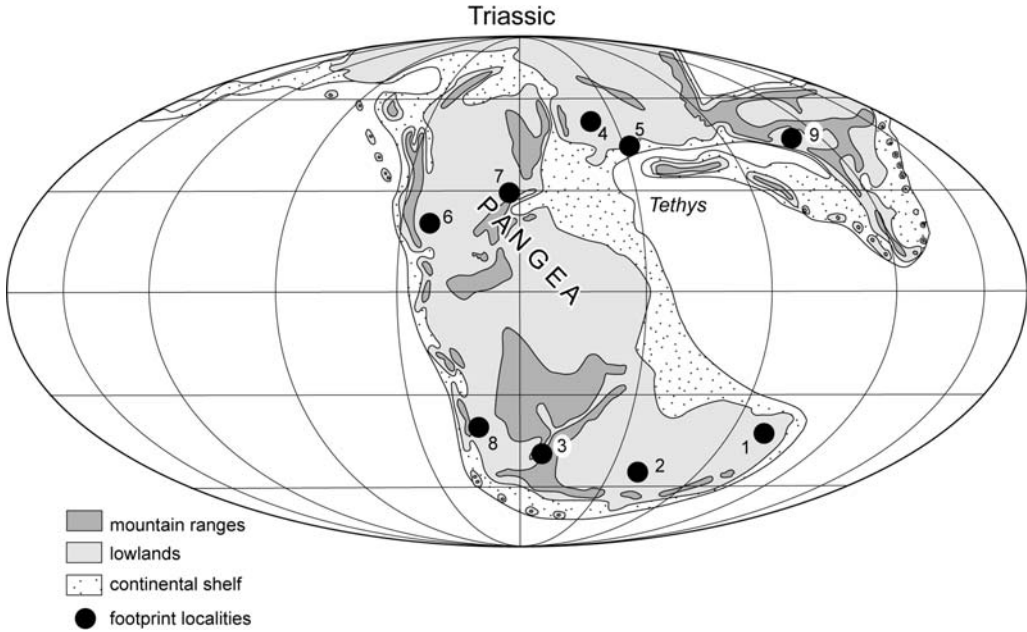 Triassic
4
5
9
7
Tethys
6
PANGEA
8
3
2
1
mountain ranges
lowlands
continental shelf
footprint localities